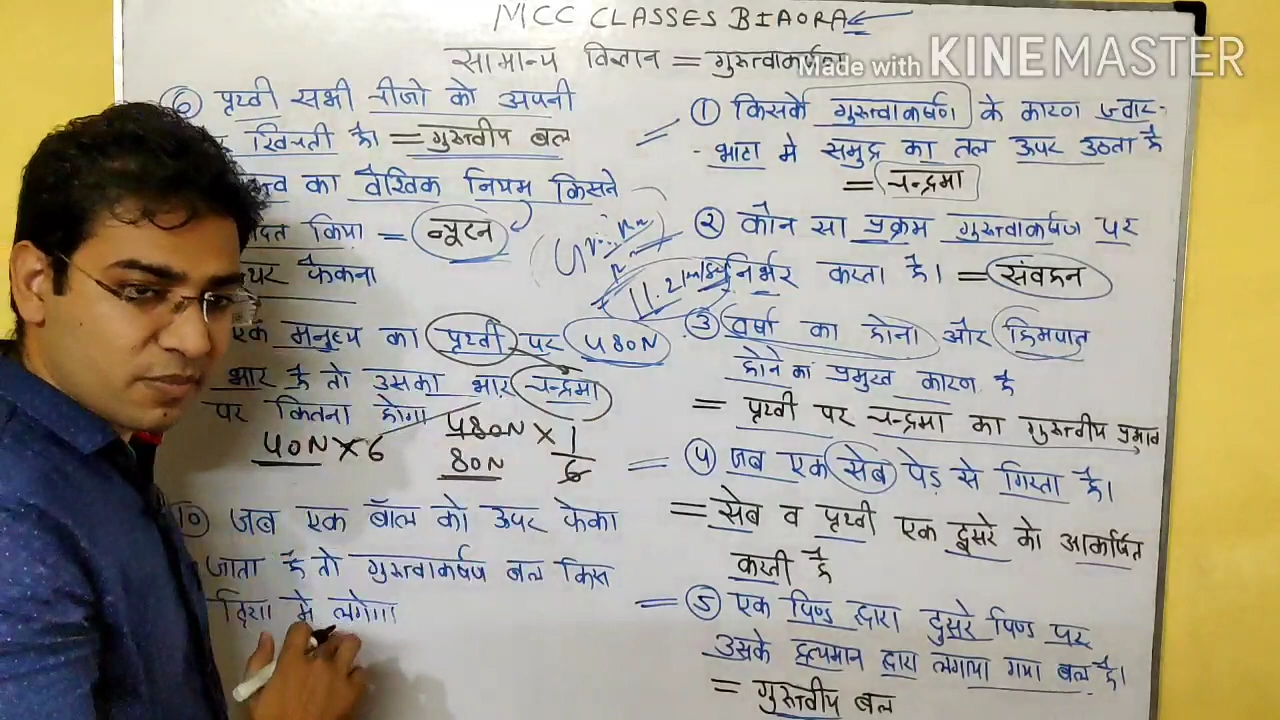 MCC CLASSES BIAORA
सामान्य विज्ञान = गुरुत्वाकर्षण
Made with KINEMASTER
① किसके गुरुत्वाकर्षण के कारण ज्वार-
भाटा मे समुद्र का तल ऊपर उठता है
= चन्द्रमा
② कौन सा प्रक्रम गुरुत्वाकर्षण पर
निर्भर करता है। = संवहन
③ वर्षा का होना और हिमपात
होने का प्रमुख कारण है
= पृथ्वी पर चन्द्रमा का गुरुत्वीय प्रभाव
④ जब एक सेब पेड़ से गिरता है।
= सेब व पृथ्वी एक दूसरे को आकर्षित
करती है
⑤ एक पिण्ड द्वारा दुसरे पिण्ड पर
उसके द्रव्यमान द्वारा लगाया गया बल है।
= गुरुत्वीय बल
⑥ पृथ्वी सभी चीजो को अपनी
खिचती है। = गुरुत्वीय बल
का वैश्विक नियम किसने
किया = न्यूटन
फेकना
एक मनुष्य का पृथ्वी पर 480N
भार है तो उसका भार चन्द्रमा
पर कितना होगा
40N × 6 480N × 1/6
80N
10 जब एक बॉल को ऊपर फेका
जाता है तो गुरुत्वाकर्षण बल किस
दिशा मे लगेगा